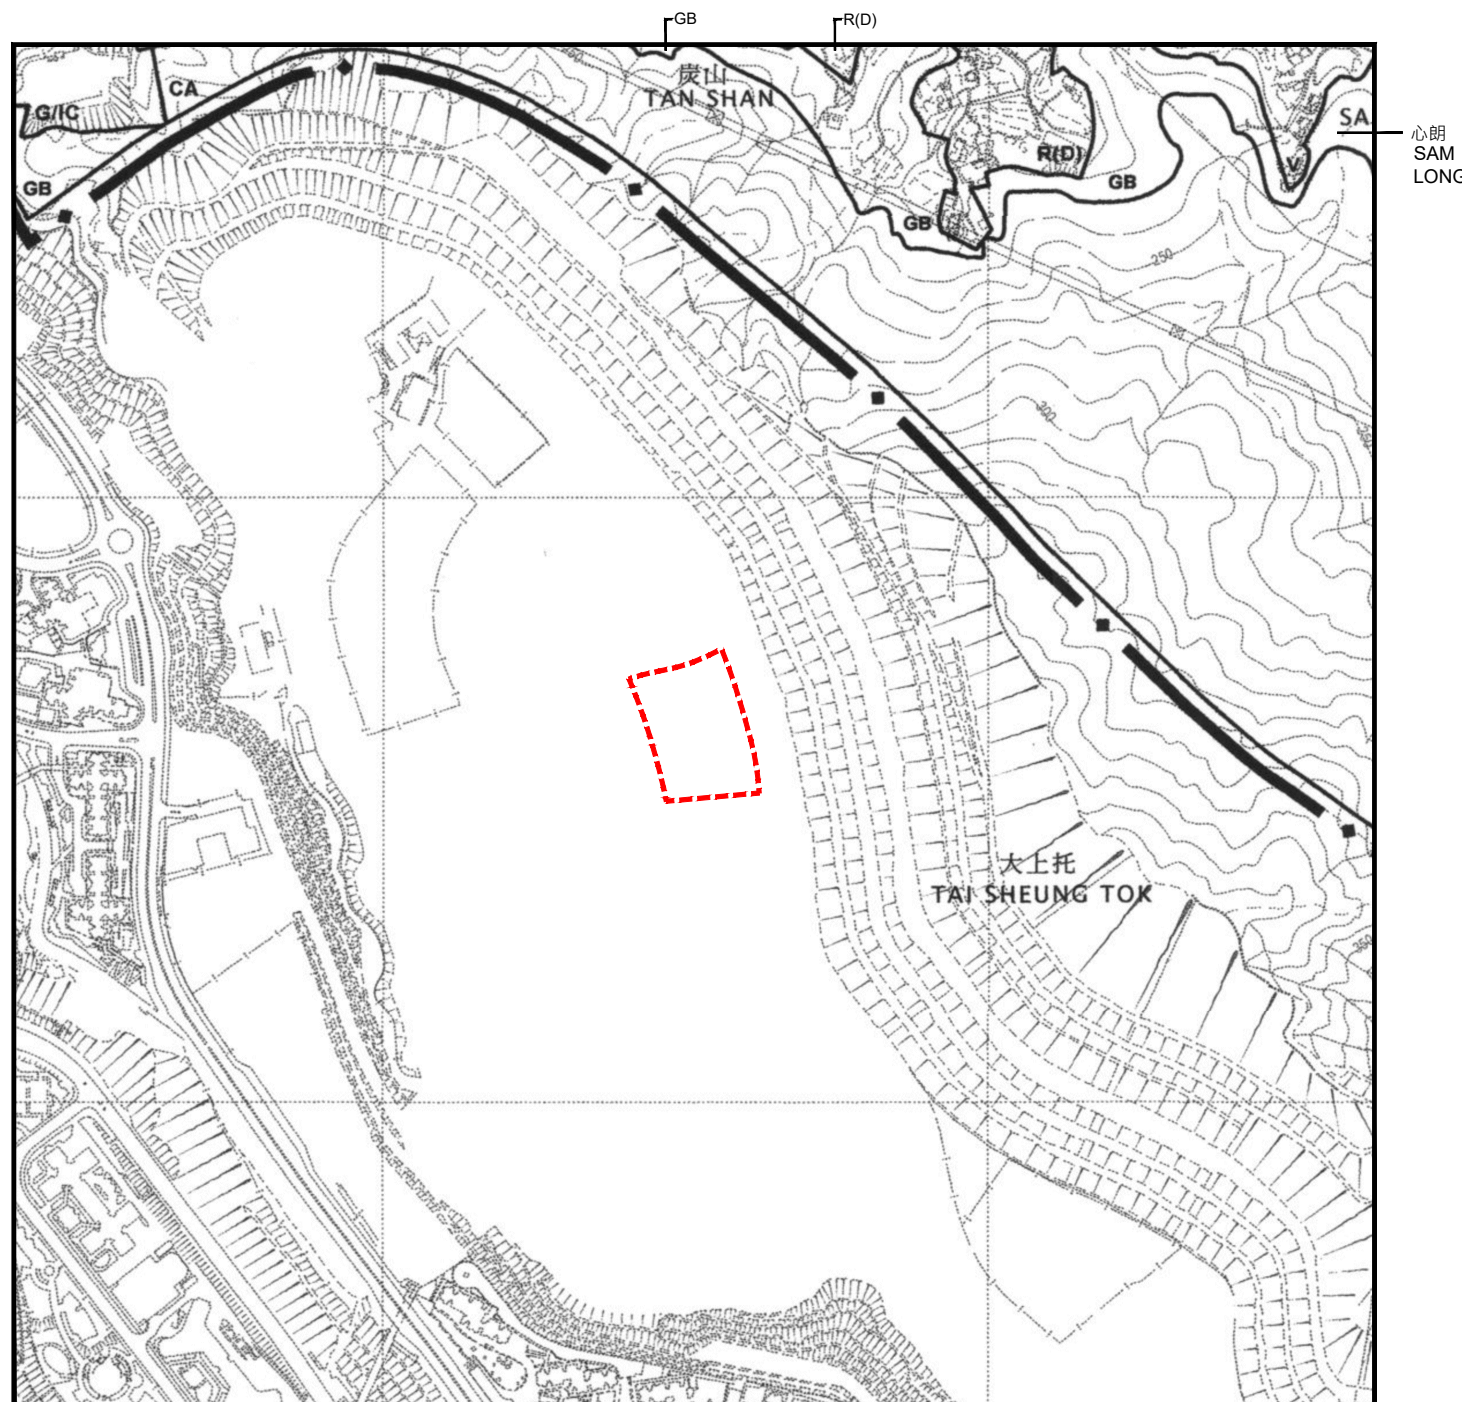 GB
R(D)
炭山
TAN SHAN
CA
G/IC
SA
心朗
SAM
LONG
R(D)
V
GB
GB
GB
250
300
大上托
TAI SHEUNG TOK
350